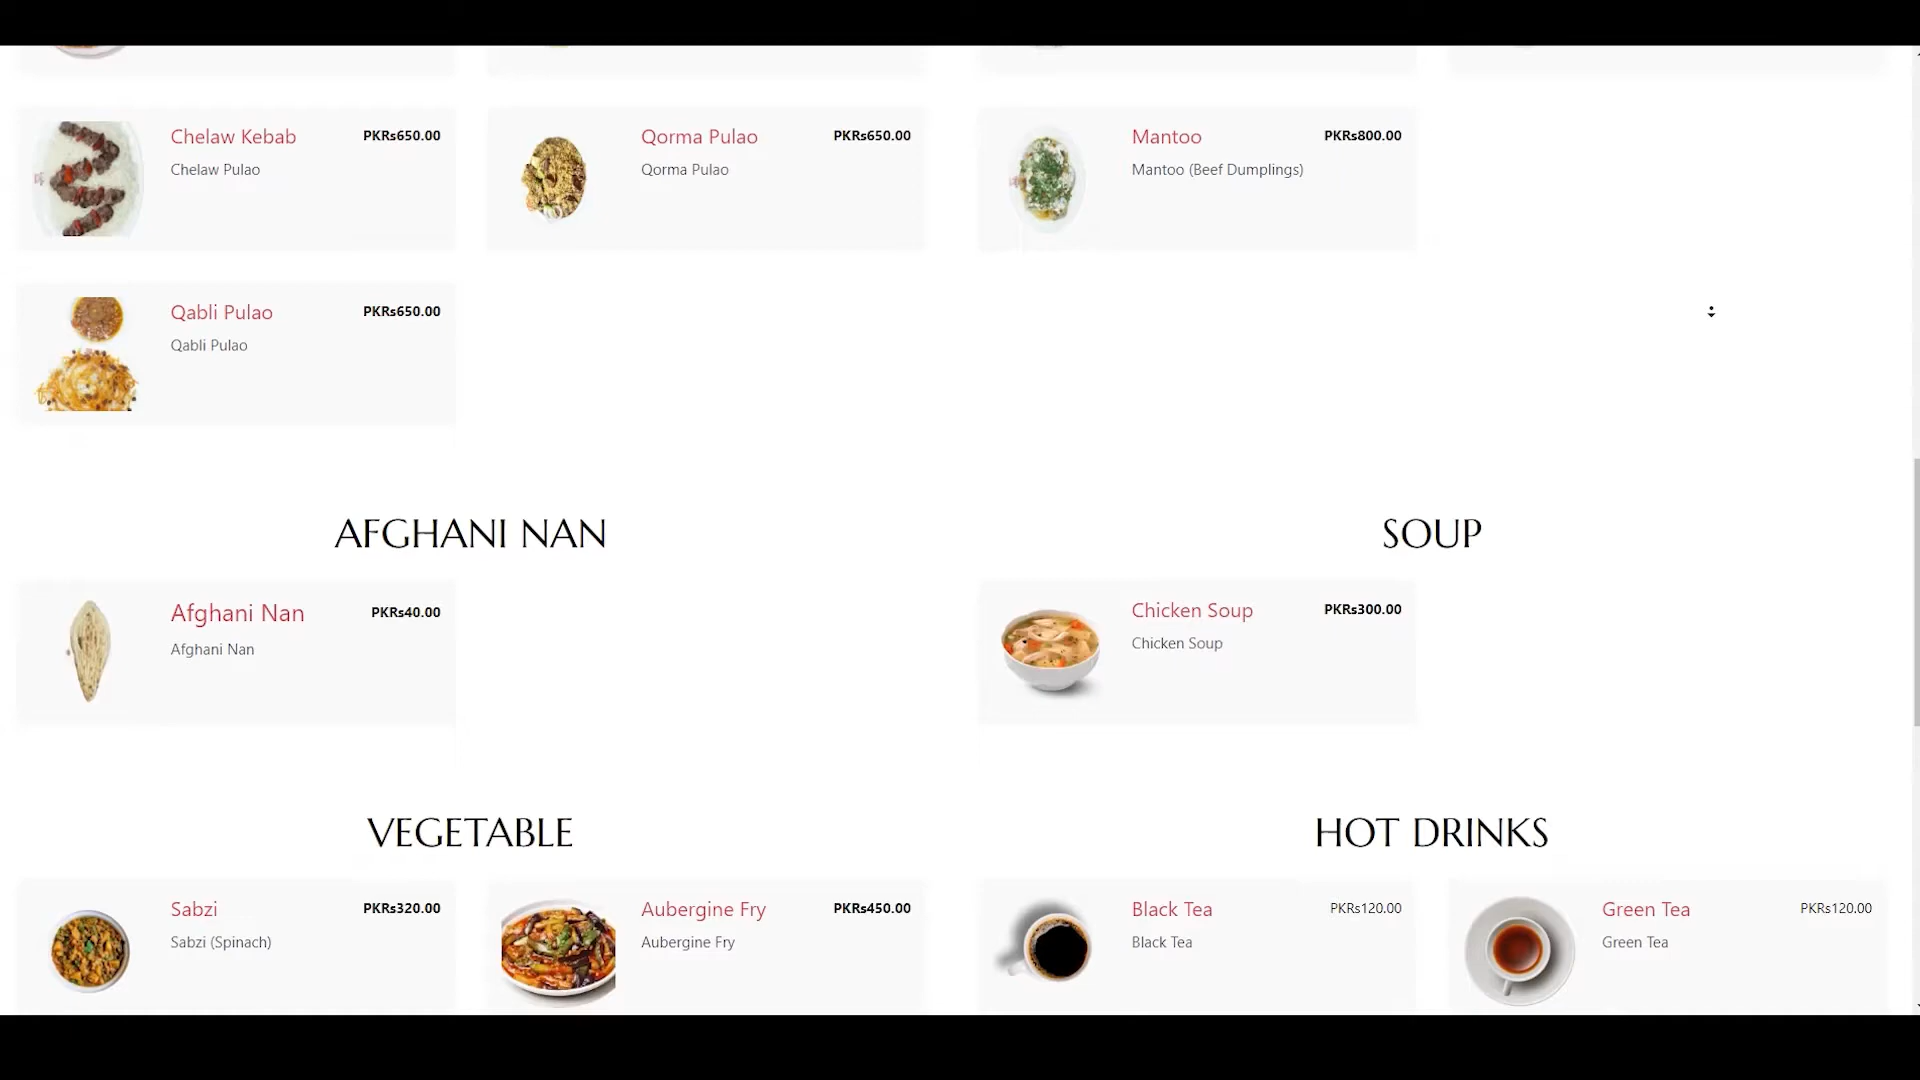 Chelaw Kebab PKRs650.00
Chelaw Pulao
Qorma Pulao PKRs650.00
Qorma Pulao
Mantoo PKRs800.00
Mantoo (Beef Dumplings)
Qabli Pulao PKRs650.00
Qabli Pulao
AFGHANI NAN
Afghani Nan PKRs40.00
Afghani Nan
SOUP
Chicken Soup PKRs300.00
Chicken Soup
VEGETABLE
Sabzi PKRs320.00
Sabzi (Spinach)
Aubergine Fry PKRs450.00
Aubergine Fry
HOT DRINKS
Black Tea PKRs120.00
Black Tea
Green Tea PKRs120.00
Green Tea